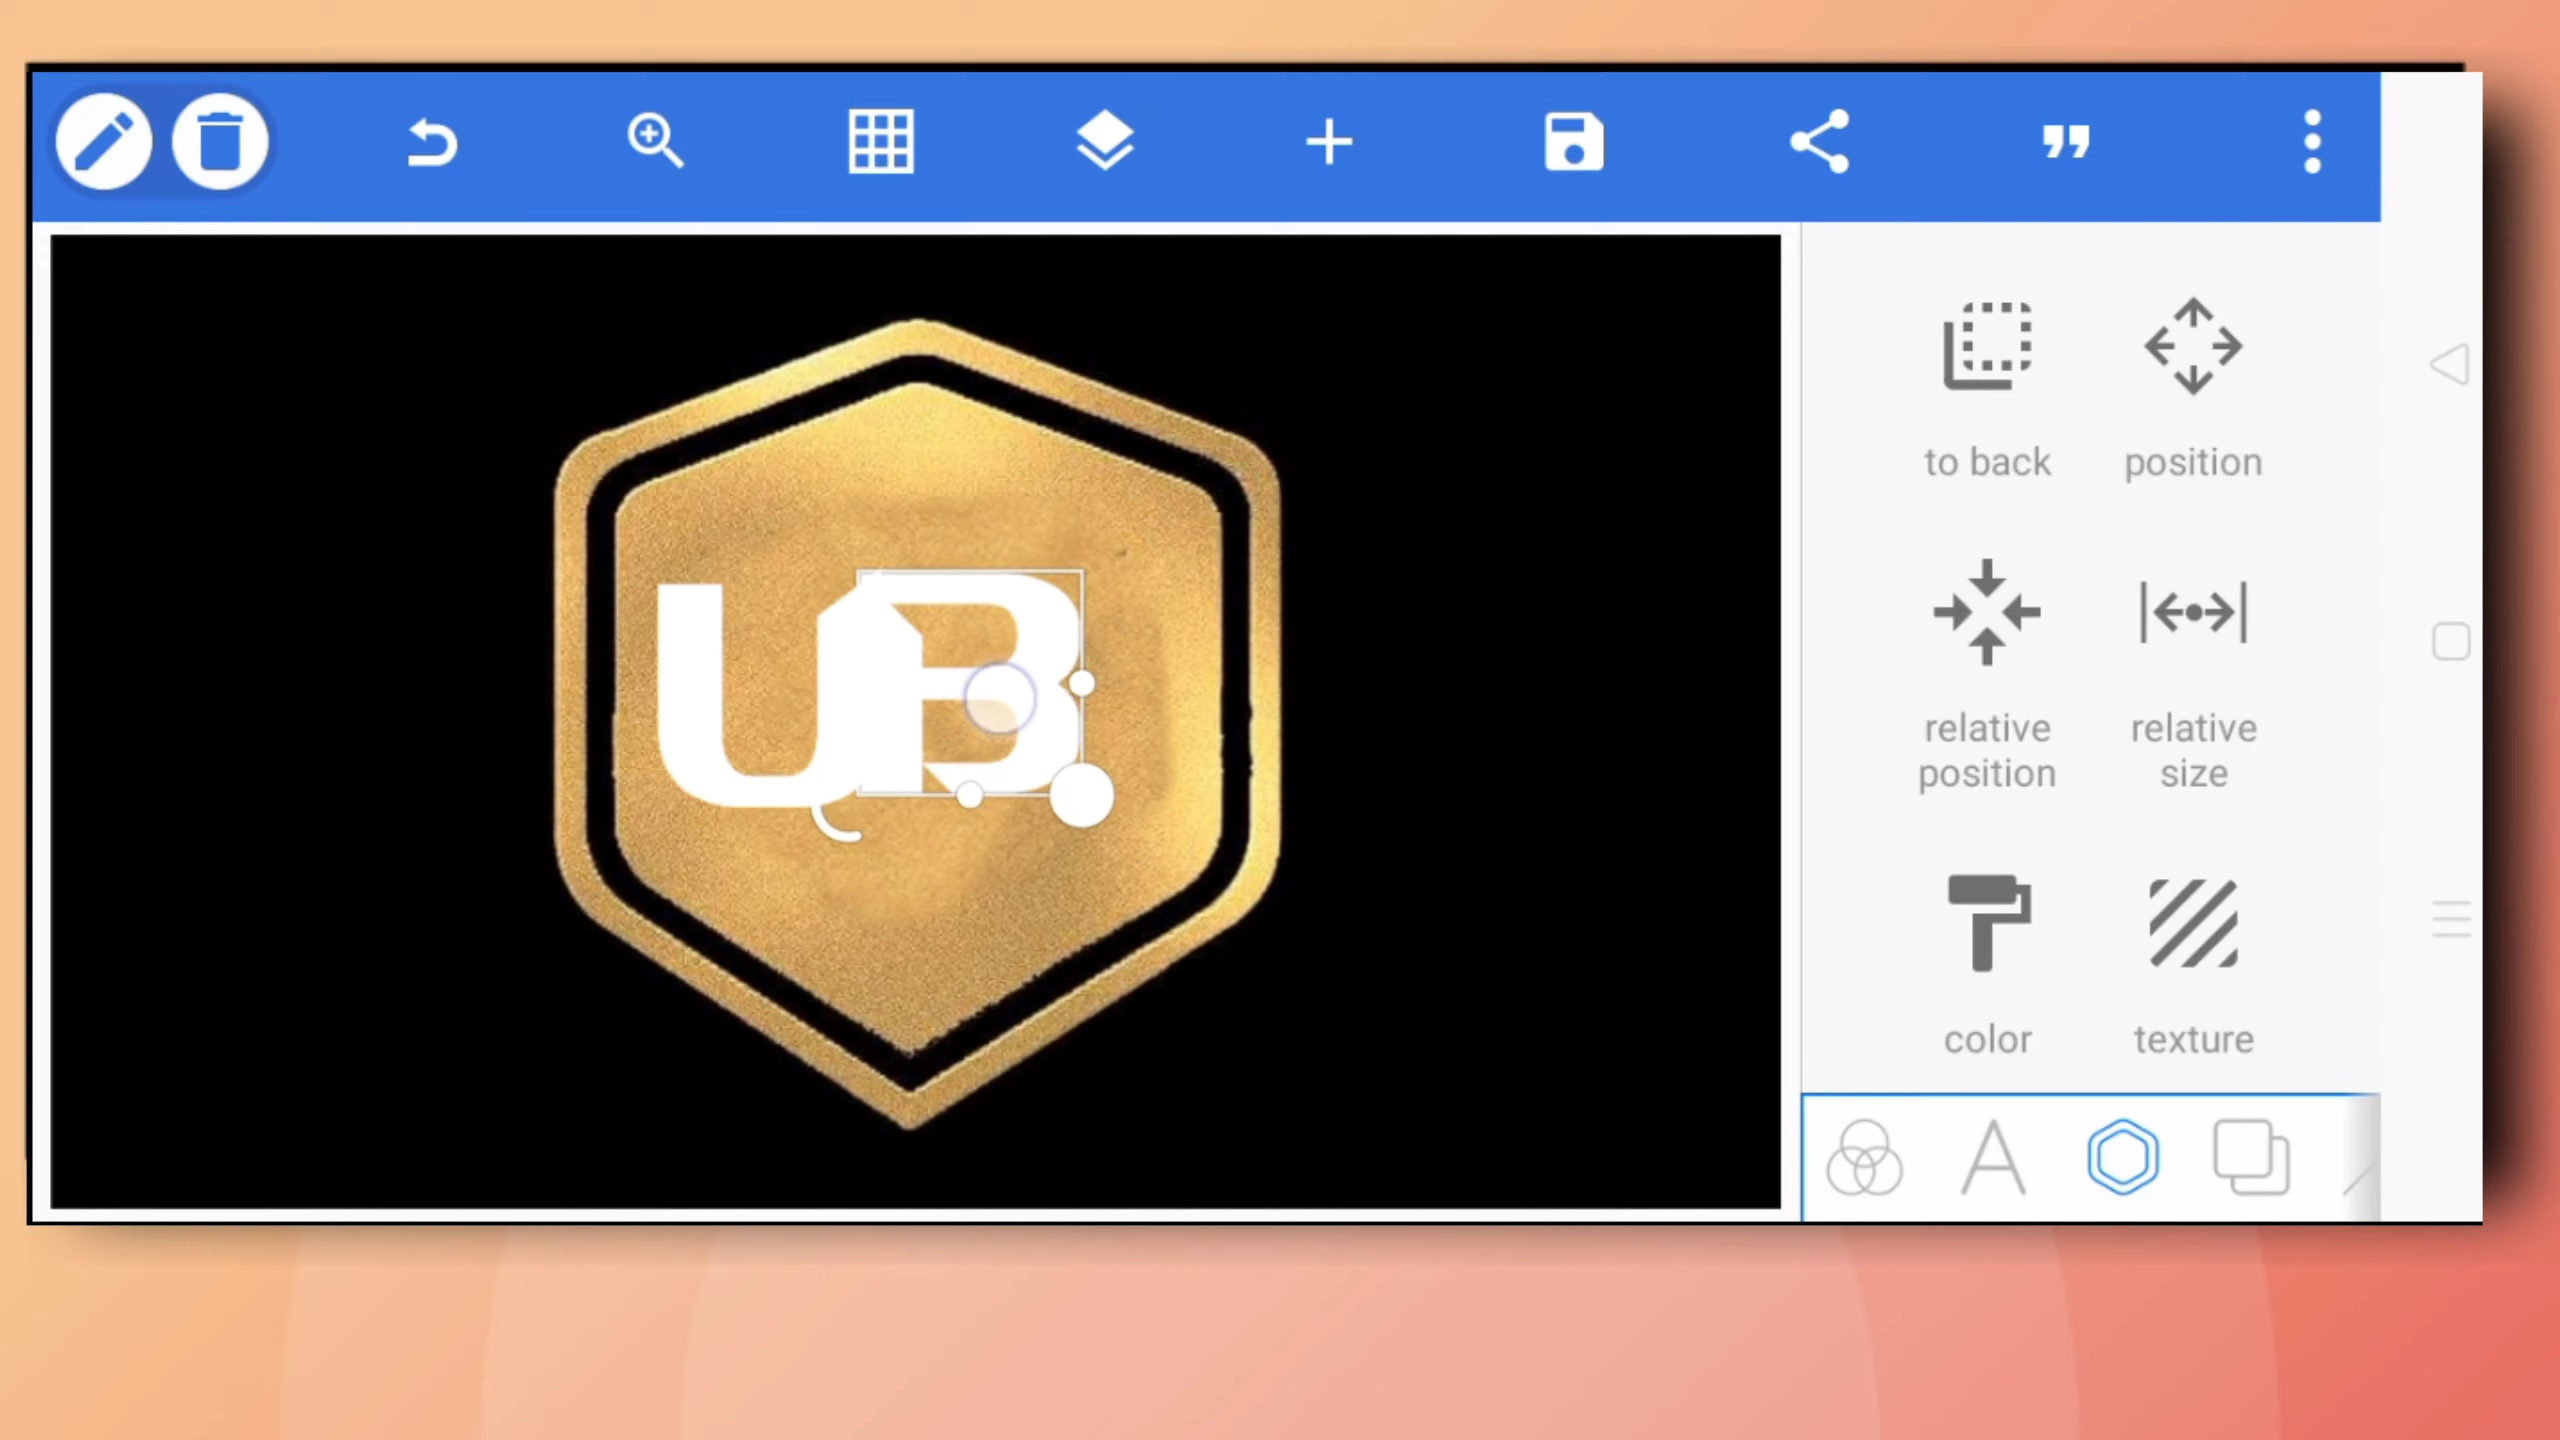 UB
to back
position
relative
position
relative
size
color
texture